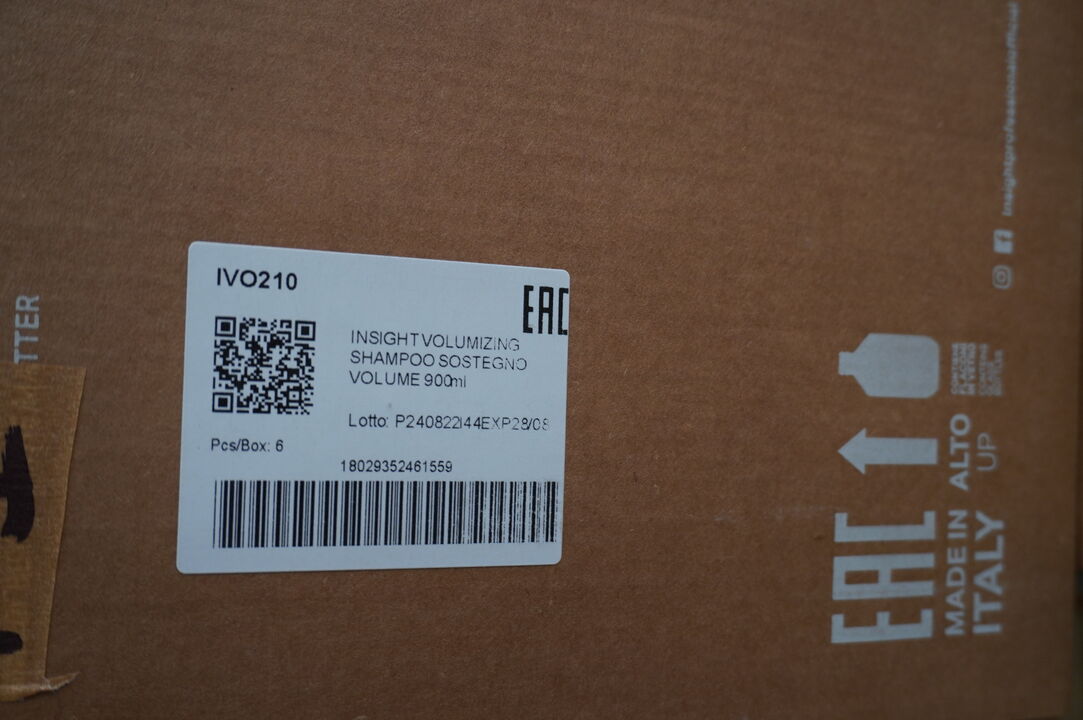 IVO210
EAC
INSIGHT VOLUMIZING
SHAMPOO SOSTEGNO
VOLUME 900ml
Lotto: P240822I44EXP28/08
Pcs/Box: 6
18029352461559
TTER
insightprofessionalofficial
ALTO
UP
EAC
MADE IN
ITALY